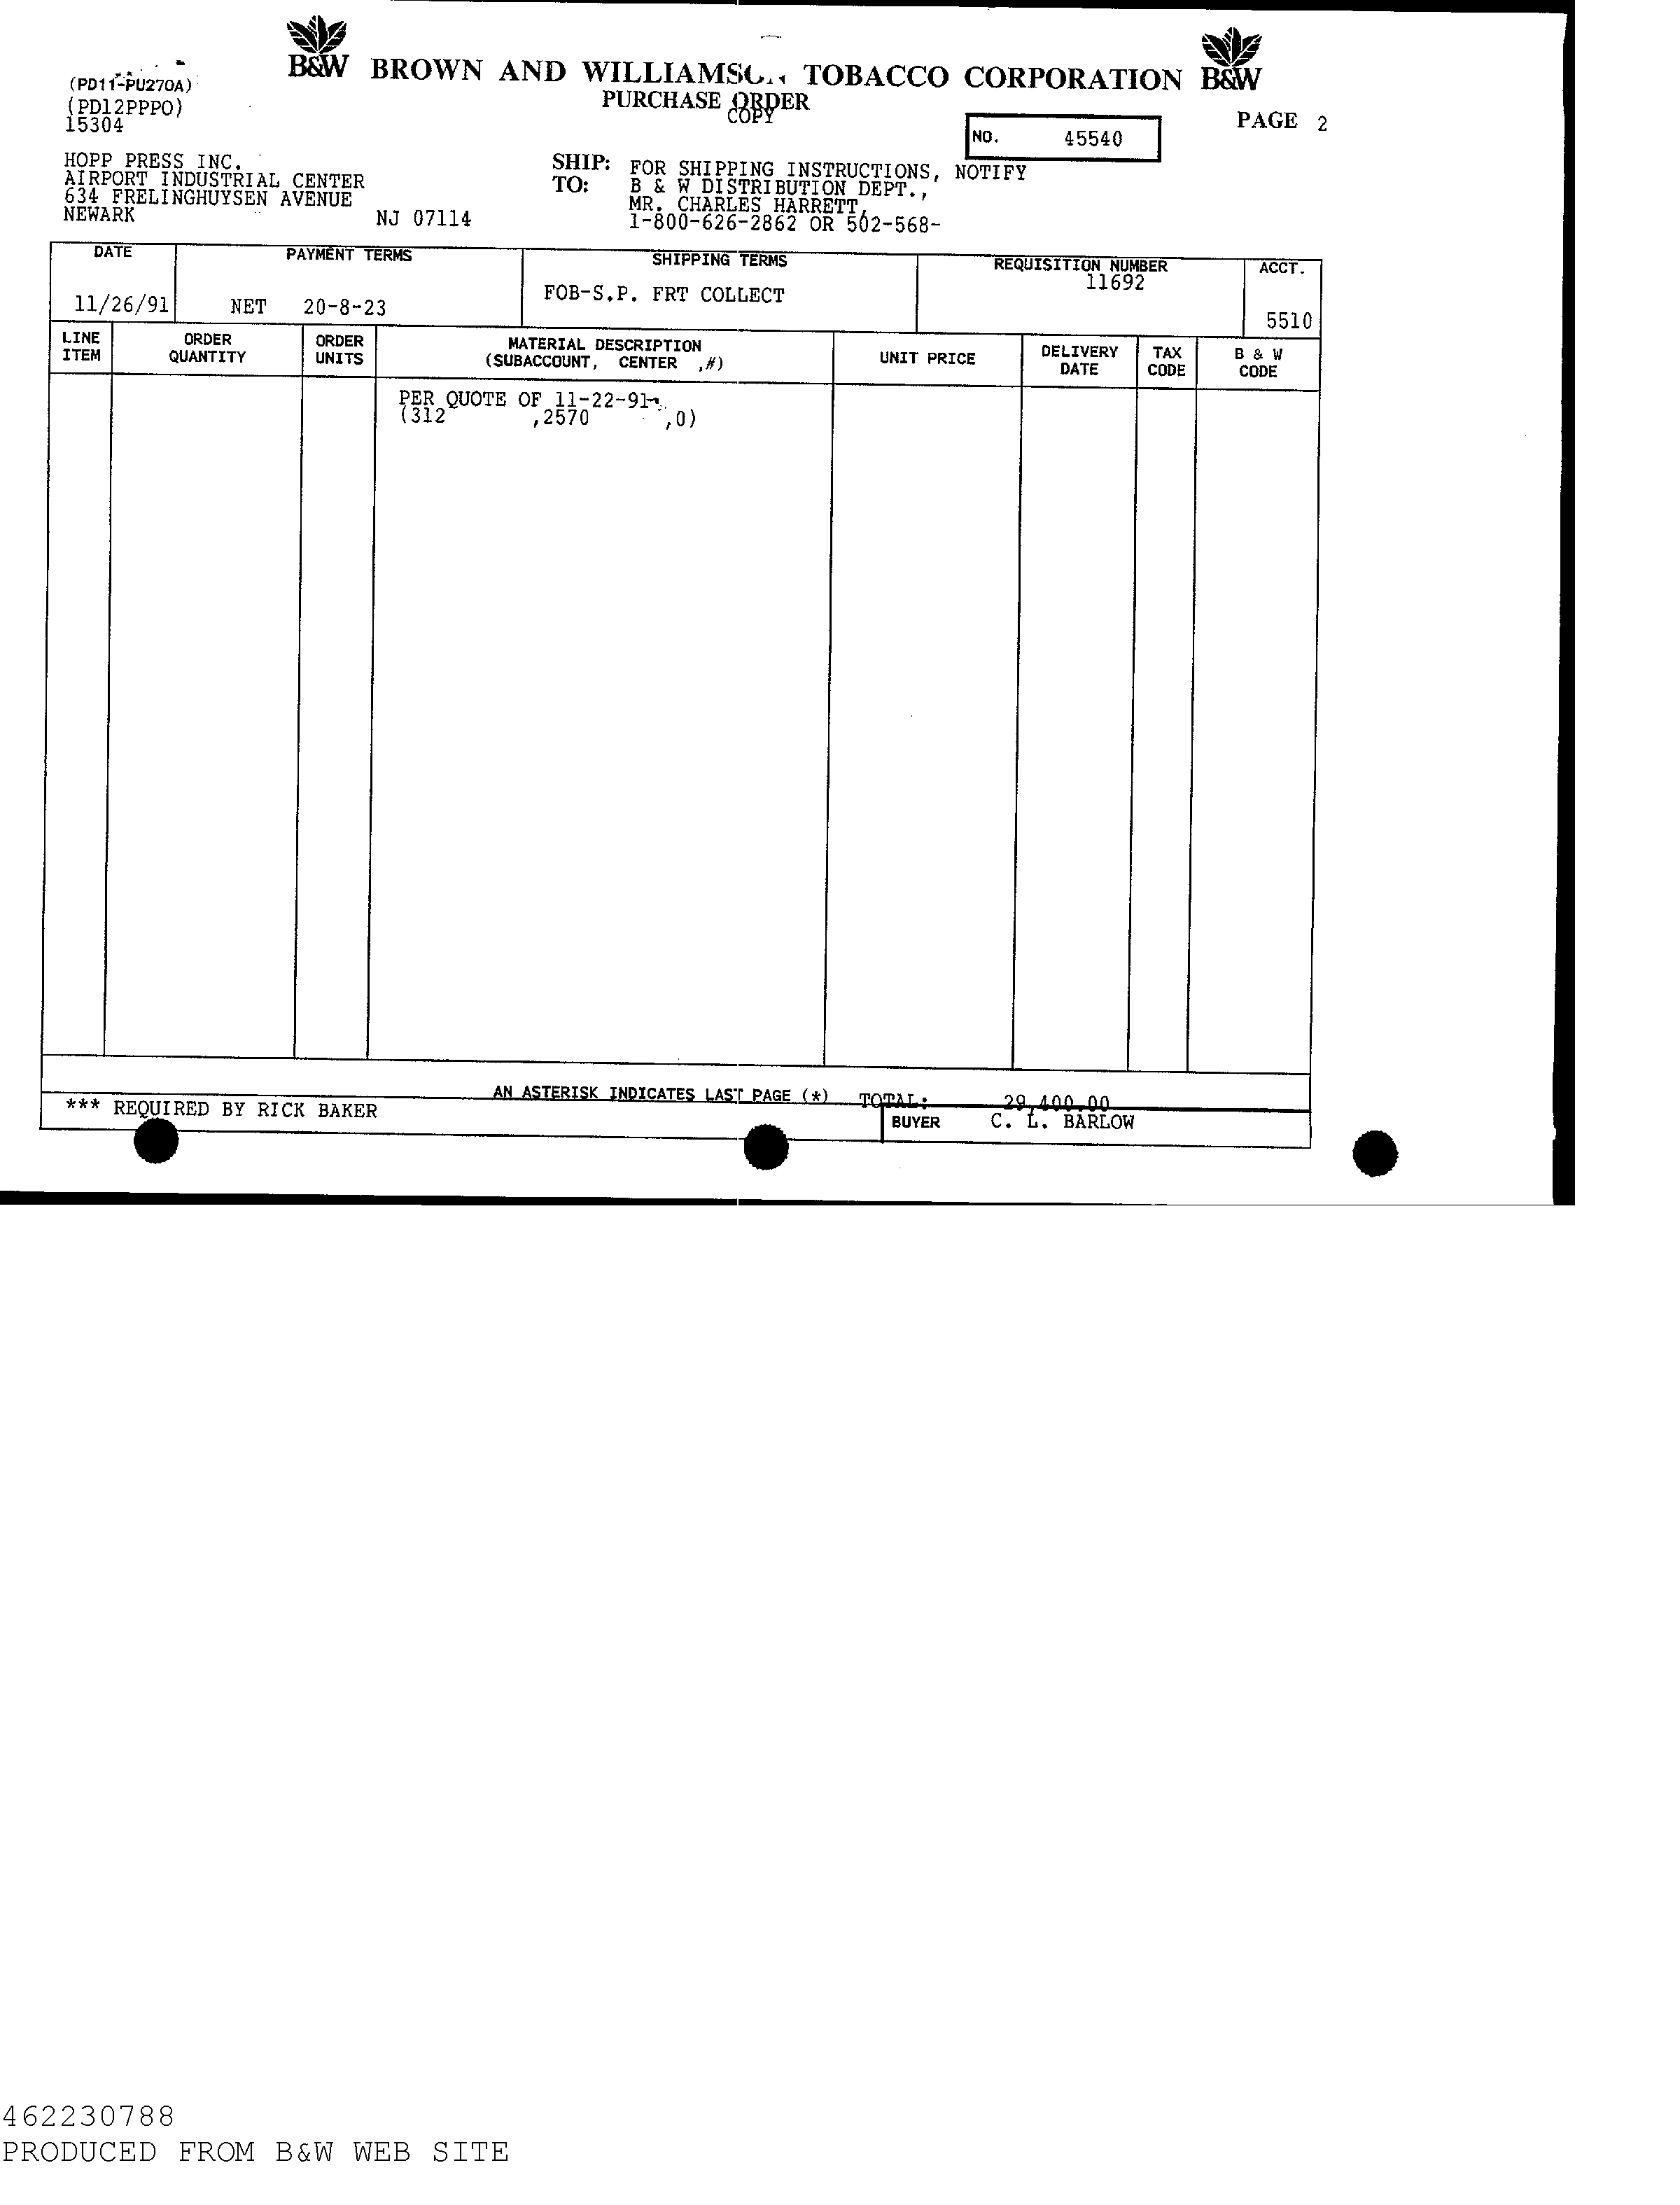 B&W BROWN AND WILLIAMSON TOBACCO CORPORATION B&W
PURCHASE ORDER
COPY
(PD11-PU270A)
(PD12PPPO)
15304
PAGE 2
NO. 45540
HOPP PRESS INC.
AIRPORT INDUSTRIAL CENTER
634 FRELINGHUYSEN AVENUE
NEWARK NJ 07114
SHIP: FOR SHIPPING INSTRUCTIONS, NOTIFY
TO: B & W DISTRIBUTION DEPT.,
MR. CHARLES HARRETT,
1-800-626-2862 OR 502-568-
DATE PAYMENT TERMS SHIPPING TERMS REQUISITION NUMBER ACCT.
11/26/91 NET 20-8-23 FOB-S.P. FRT COLLECT 11692 5510
LINE ITEM ORDER QUANTITY ORDER UNITS MATERIAL DESCRIPTION (SUBACCOUNT, CENTER ,#) UNIT PRICE DELIVERY DATE TAX CODE B & W CODE
PER QUOTE OF 11-22-91
(312 ,2570 ,0)
AN ASTERISK INDICATES LAST PAGE (*) TOTAL: 29,400.00
*** REQUIRED BY RICK BAKER
BUYER C. L. BARLOW
462230788
PRODUCED FROM B&W WEB SITE